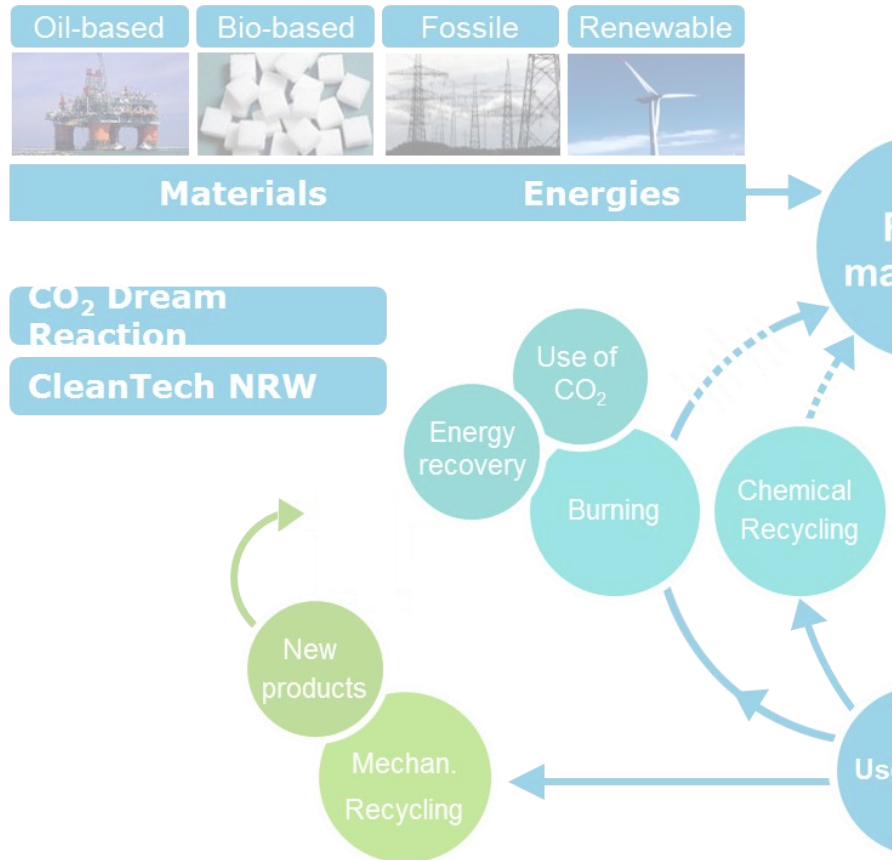 Oil-based
Bio-based
Fossile
Renewable
Materials
Energies
CO₂ Dream
Reaction
CleanTech NRW
Use of
CO₂
Energy
recovery
Burning
Chemical
Recycling
New
products
Mechan.
Recycling